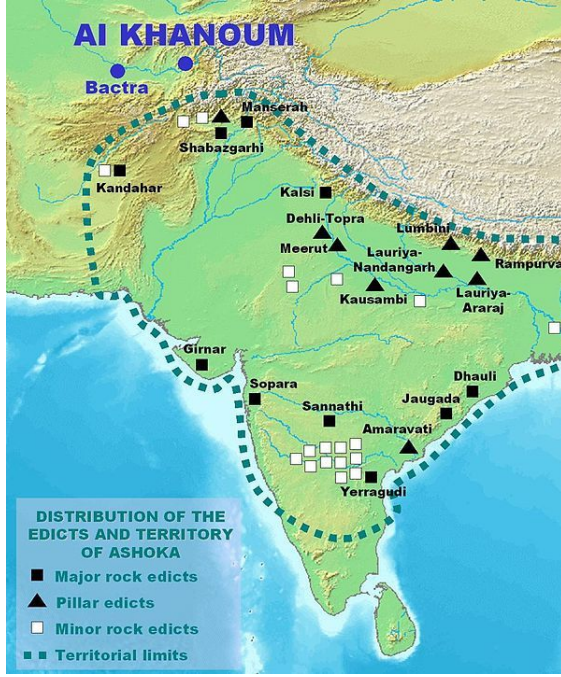 AI KHANOUM
Bactra
Manserah
Shabazgarhi
Kandahar
Kalsi
Dehli-Topra
Lumbini
Meerut
Lauriya-
Nandangarh
Rampurva
Kausambi
Lauriya-
Araraj
Girnar
Sopara
Dhauli
Sannathi
Jaugada
Amaravati
Yerragudi
DISTRIBUTION OF THE
EDICTS AND TERRITORY
OF ASHOKA
Major rock edicts
Pillar edicts
Minor rock edicts
Territorial limits